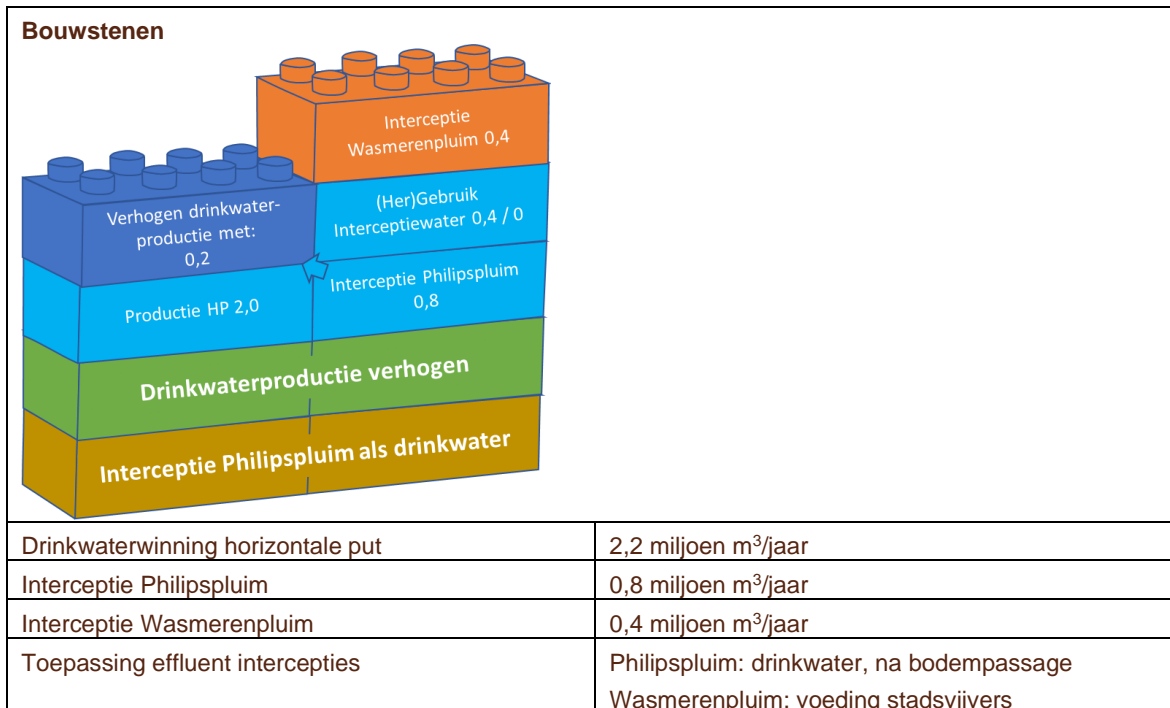 Bouwstenen
Interceptie
Wasmerenpluim 0,4
Verhogen drinkwater-
productie met:
0,2
(Her)Gebruik
Interceptiewater 0,4 / 0
Productie HP 2,0
Interceptie Philipspluim
0,8
Drinkwaterproductie verhogen
Interceptie Philipspluim als drinkwater
Drinkwaterwinning horizontale put 2,2 miljoen m³/jaar
Interceptie Philipspluim 0,8 miljoen m³/jaar
Interceptie Wasmerenpluim 0,4 miljoen m³/jaar
Toepassing effluent intercepties Philipspluim: drinkwater, na bodempassage
Wasmerenpluim: voeding stadsvijvers